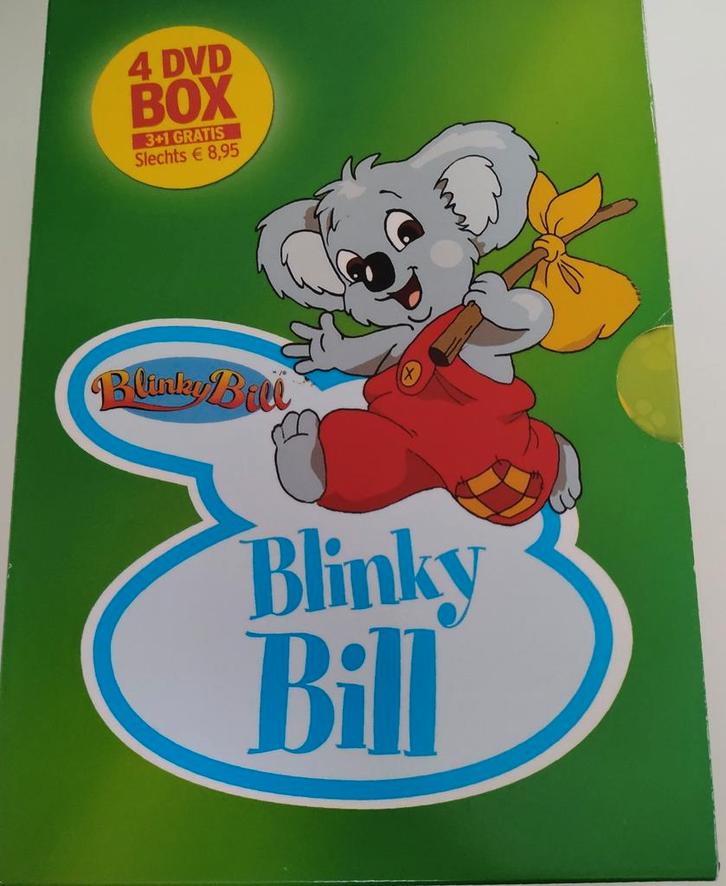 4 DVD
BOX
3+1 GRATIS
Slechts € 8,95
Blinky Bill
Blinky
Bill